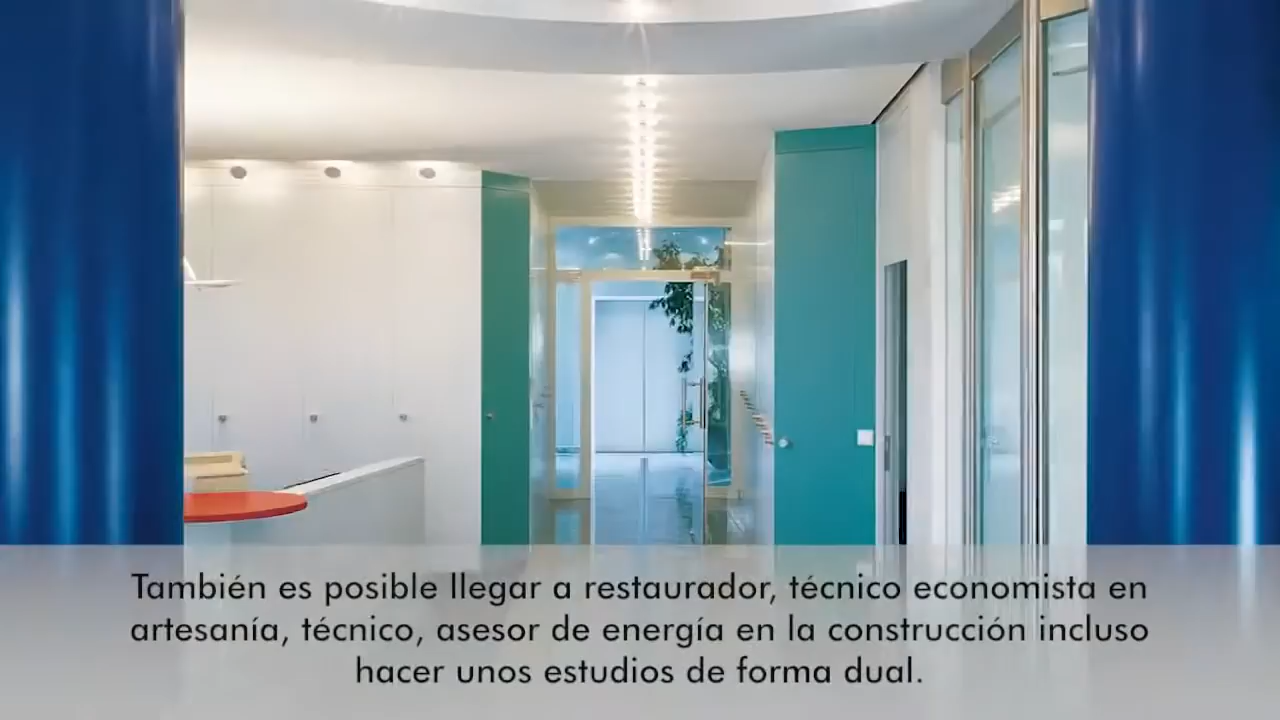 También es posible llegar a restaurador, técnico economista en
artesanía, técnico, asesor de energía en la construcción incluso
hacer unos estudios de forma dual.